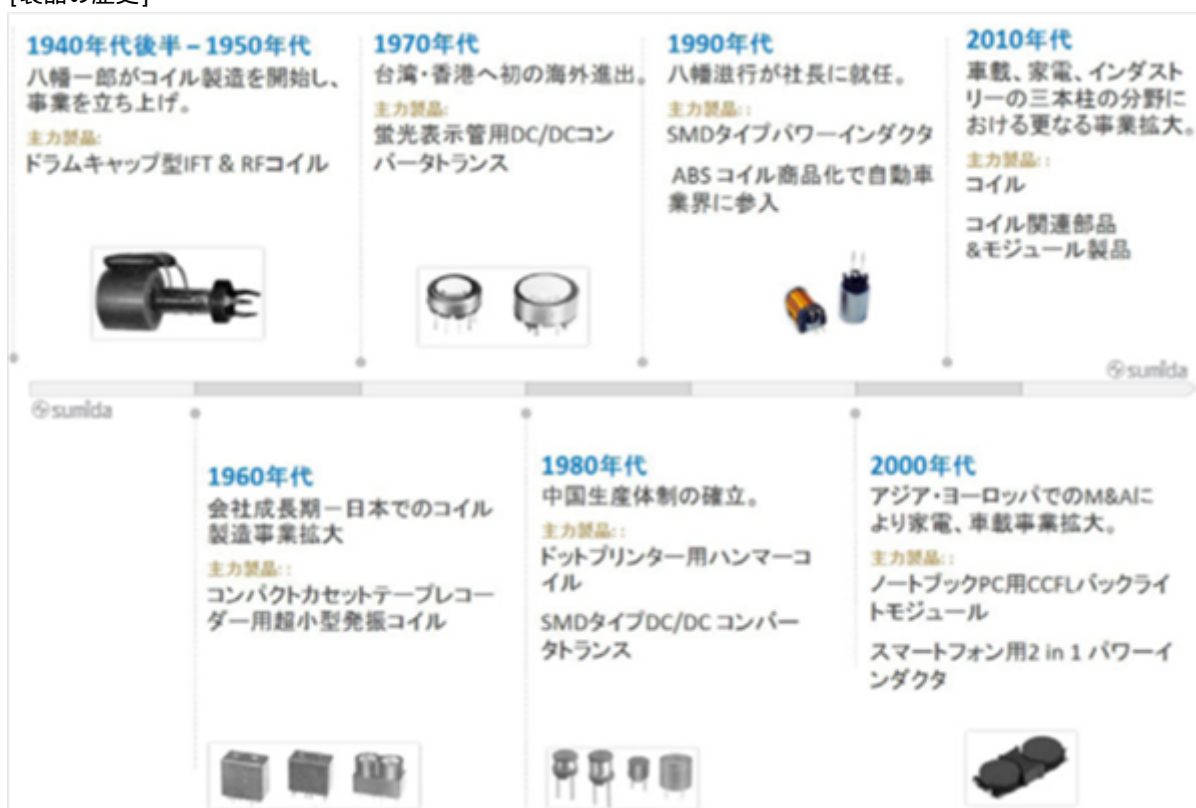 [製品の歴史]
1940年代後半－1950年代
八幡一郎がコイル製造を開始し、
事業を立ち上げ。
主力製品:
ドラムキャップ型IFT & RFコイル
1970年代
台湾・香港へ初の海外進出。
主力製品:
蛍光表示管用DC/DCコン
バータトランス
1990年代
八幡滋行が社長に就任。
主力製品::
SMDタイプパワーインダクタ
ABS コイル商品化で自動車
業界に参入
2010年代
車載、家電、インダスト
リーの三本柱の分野に
おける更なる事業拡大。
主力製品::
コイル
コイル関連部品
&モジュール製品
sumida
sumida
1960年代
会社成長期－日本でのコイル
製造事業拡大
主力製品::
コンパクトカセットテープレコー
ダー用超小型発振コイル
1980年代
中国生産体制の確立。
主力製品::
ドットプリンター用ハンマーコ
イル
SMDタイプDC/DC コンバー
タトランス
2000年代
アジア・ヨーロッパでのM&Aに
より家電、車載事業拡大。
主力製品::
ノートブックPC用CCFLバックライ
トモジュール
スマートフォン用2 in 1 パワーイ
ンダクタ